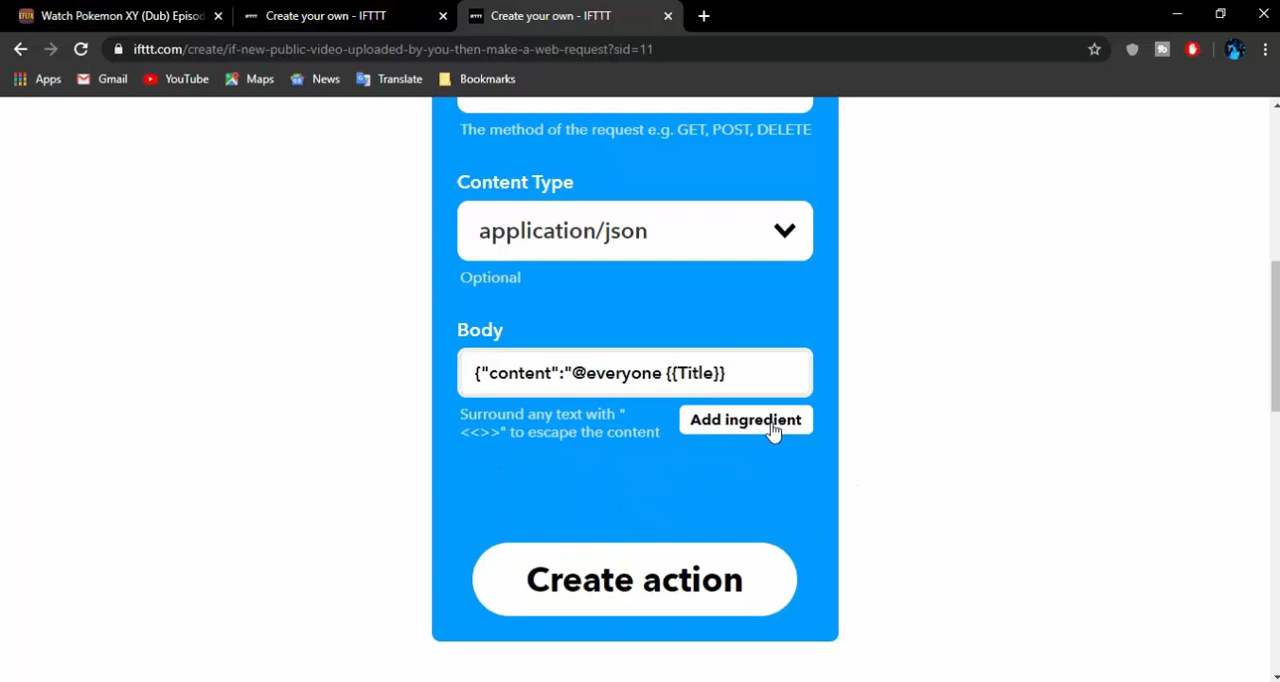 Watch Pokemon XY (Dub) Episod
Create your own - IFTTT
Create your own - IFTTT
ifttt.com/create/if-new-public-video-uploaded-by-you-then-make-a-web-request?sid=11
Apps Gmail YouTube Maps News Translate Bookmarks
The method of the request e.g. GET, POST, DELETE
Content Type
application/json
Optional
Body
{"content":"@everyone {{Title}}
Surround any text with "
<<>>" to escape the content
Add ingredient
Create action